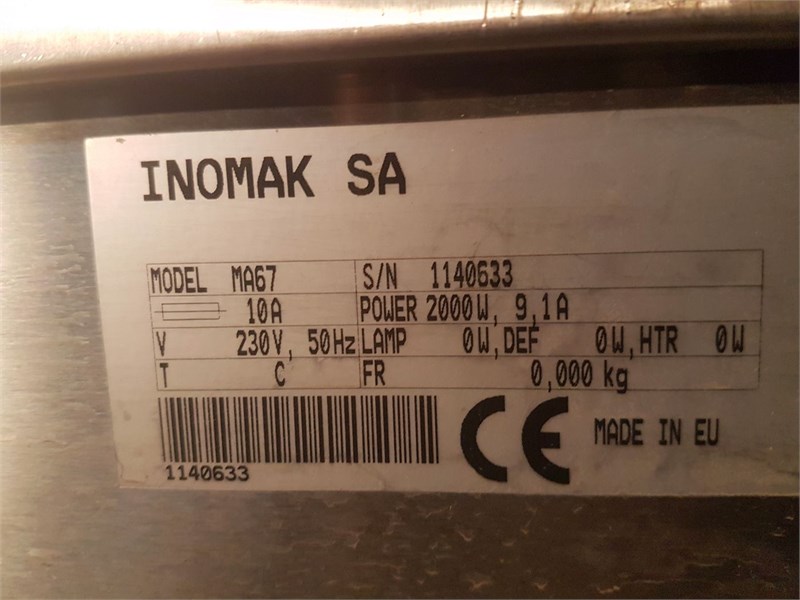 INOMAK SA
MODEL MA67 S/N 1140633
10A POWER 2000W, 9,1A
V 230V, 50Hz LAMP 0W, DEF 0W, HTR 0W
T C FR 0,000 kg
1140633
CE MADE IN EU